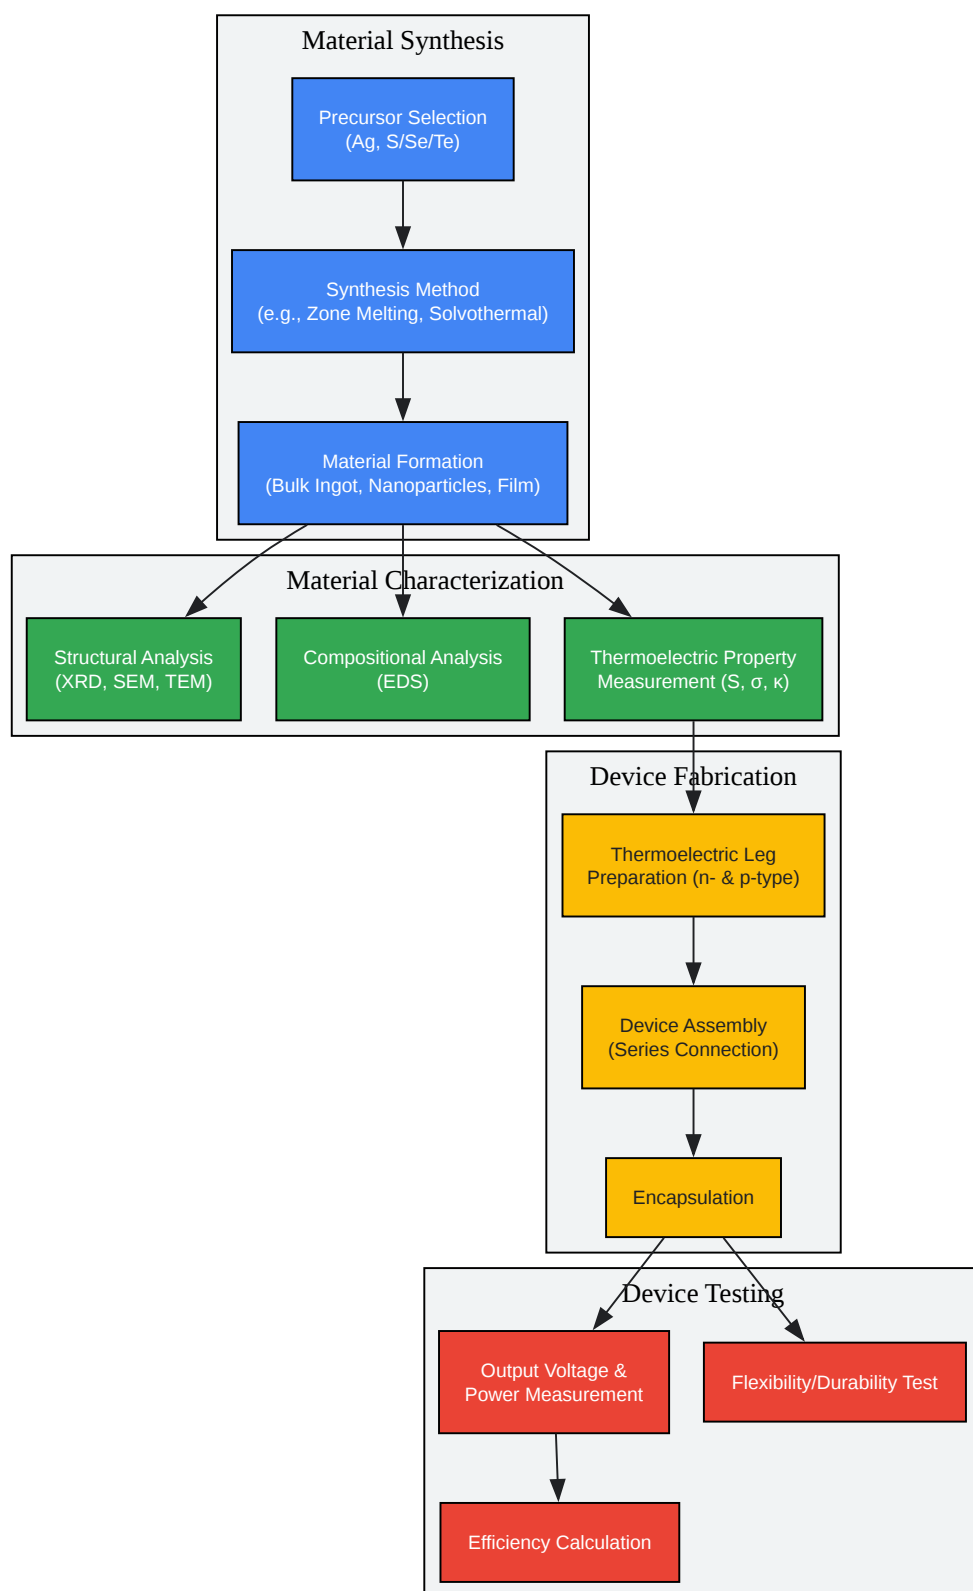 Material Synthesis
Precursor Selection
(Ag, S/Se/Te)
Synthesis Method
(e.g., Zone Melting, Solvothermal)
Material Formation
(Bulk Ingot, Nanoparticles, Film)
Material Characterization
Structural Analysis
(XRD, SEM, TEM)
Compositional Analysis
(EDS)
Thermoelectric Property
Measurement (S, σ, κ)
Device Fabrication
Thermoelectric Leg
Preparation (n- & p-type)
Device Assembly
(Series Connection)
Encapsulation
Device Testing
Output Voltage &
Power Measurement
Flexibility/Durability Test
Efficiency Calculation